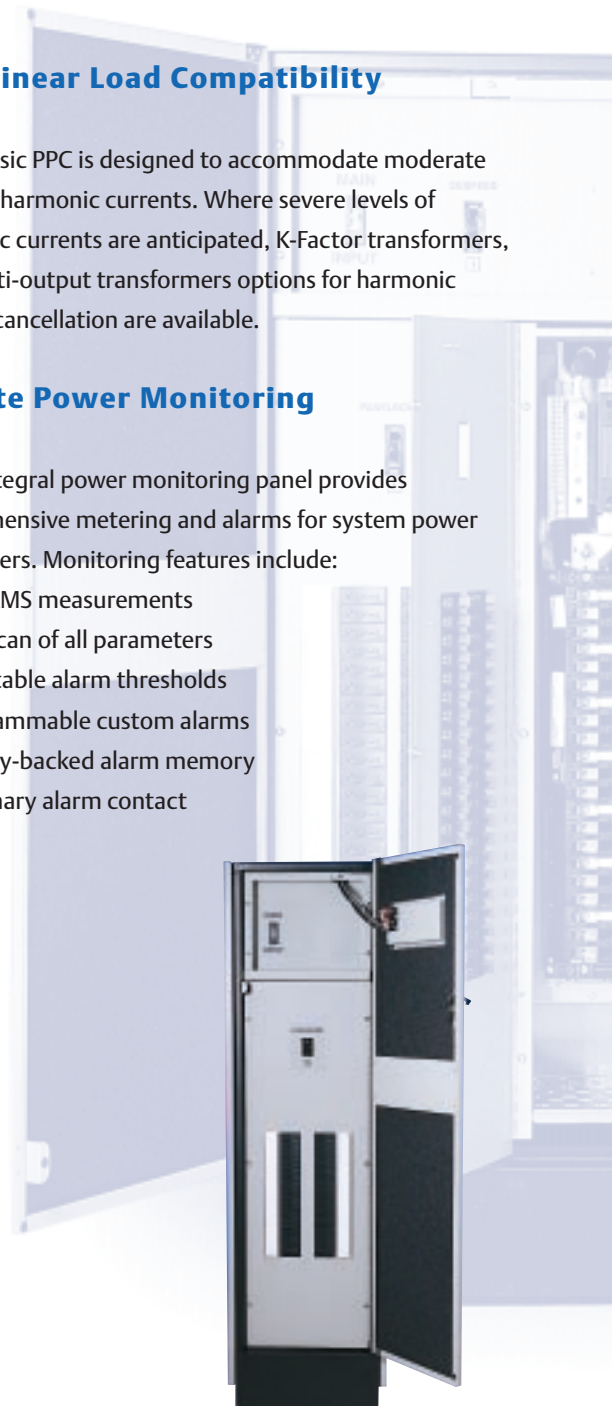 inear Load Compatibility
sic PPC is designed to accommodate moderate
harmonic currents. Where severe levels of
ic currents are anticipated, K-Factor transformers,
ti-output transformers options for harmonic
cancellation are available.
te Power Monitoring
tegral power monitoring panel provides
hensive metering and alarms for system power
ers. Monitoring features include:
MS measurements
can of all parameters
table alarm thresholds
ammable custom alarms
y-backed alarm memory
nary alarm contact
MAIN
INPUT